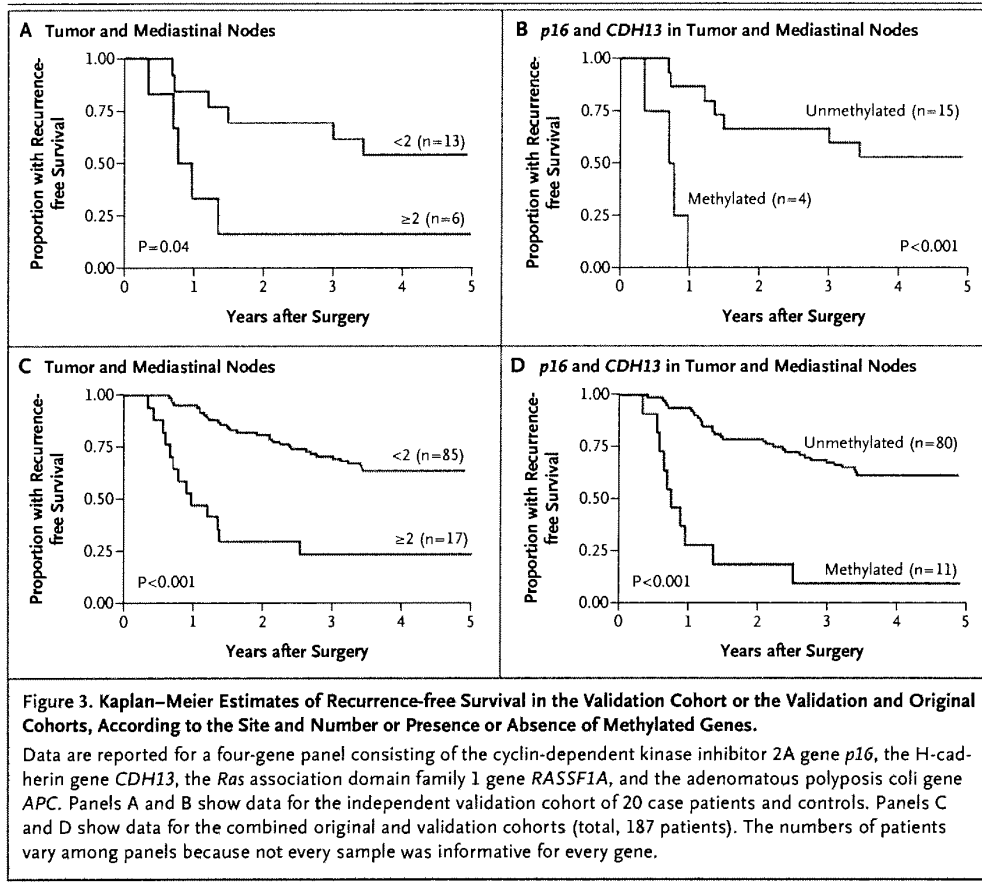 A Tumor and Mediastinal Nodes
Proportion with Recurrence-
free Survival
1.00
0.75
0.50
0.25
0.00
<2 (n=13)
≥2 (n=6)
P=0.04
0 1 2 3 4 5
Years after Surgery
B p16 and CDH13 in Tumor and Mediastinal Nodes
Proportion with Recurrence-
free Survival
1.00
0.75
0.50
0.25
0.00
Unmethylated (n=15)
Methylated (n=4)
P<0.001
0 1 2 3 4 5
Years after Surgery
C Tumor and Mediastinal Nodes
Proportion with Recurrence-
free Survival
1.00
0.75
0.50
0.25
0.00
<2 (n=85)
≥2 (n=17)
P<0.001
0 1 2 3 4 5
Years after Surgery
D p16 and CDH13 in Tumor and Mediastinal Nodes
Proportion with Recurrence-
free Survival
1.00
0.75
0.50
0.25
0.00
Unmethylated (n=80)
Methylated (n=11)
P<0.001
0 1 2 3 4 5
Years after Surgery
Figure 3. Kaplan–Meier Estimates of Recurrence-free Survival in the Validation Cohort or the Validation and Original
Cohorts, According to the Site and Number or Presence or Absence of Methylated Genes.
Data are reported for a four-gene panel consisting of the cyclin-dependent kinase inhibitor 2A gene p16, the H-cad-
herin gene CDH13, the Ras association domain family 1 gene RASSF1A, and the adenomatous polyposis coli gene
APC. Panels A and B show data for the independent validation cohort of 20 case patients and controls. Panels C
and D show data for the combined original and validation cohorts (total, 187 patients). The numbers of patients
vary among panels because not every sample was informative for every gene.